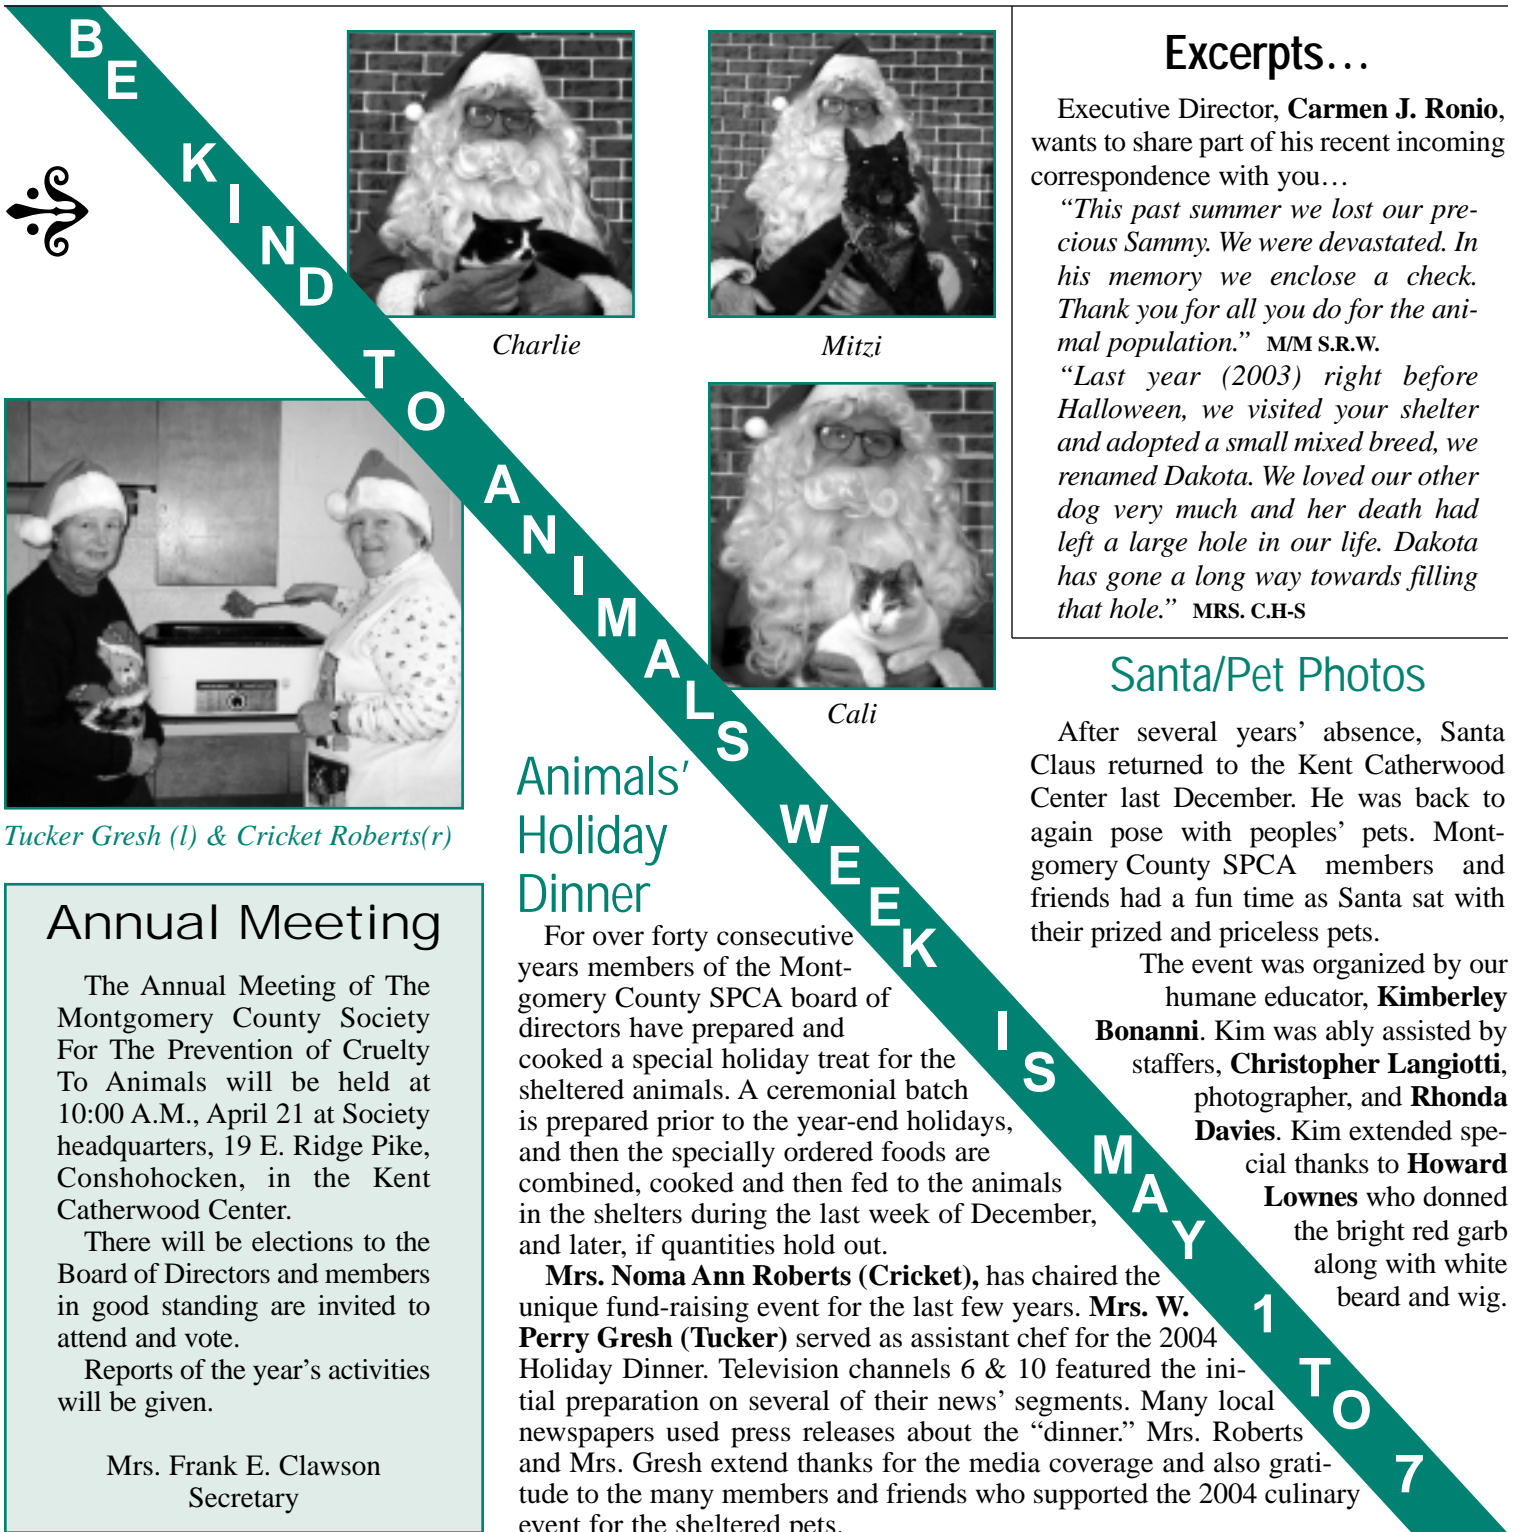 BE KIND TO ANIMALS WEEK IS MAY 1 TO 7
Charlie
Mitzi
Cali
Tucker Gresh (l) & Cricket Roberts(r)
Annual Meeting
The Annual Meeting of The
Montgomery County Society
For The Prevention of Cruelty
To Animals will be held at
10:00 A.M., April 21 at Society
headquarters, 19 E. Ridge Pike,
Conshohocken, in the Kent
Catherwood Center.
There will be elections to the
Board of Directors and members
in good standing are invited to
attend and vote.
Reports of the year's activities
will be given.
Mrs. Frank E. Clawson
Secretary
Animals’
Holiday
Dinner
For over forty consecutive
years members of the Mont-
gomery County SPCA board of
directors have prepared and
cooked a special holiday treat for the
sheltered animals. A ceremonial batch
is prepared prior to the year-end holidays,
and then the specially ordered foods are
combined, cooked and then fed to the animals
in the shelters during the last week of December,
and later, if quantities hold out.
Mrs. Noma Ann Roberts (Cricket), has chaired the
unique fund-raising event for the last few years. Mrs. W.
Perry Gresh (Tucker) served as assistant chef for the 2004
Holiday Dinner. Television channels 6 & 10 featured the ini-
tial preparation on several of their news’ segments. Many local
newspapers used press releases about the “dinner.” Mrs. Roberts
and Mrs. Gresh extend thanks for the media coverage and also grati-
tude to the many members and friends who supported the 2004 culinary
event for the sheltered pets.
Excerpts…
Executive Director, Carmen J. Ronio,
wants to share part of his recent incoming
correspondence with you…
“This past summer we lost our pre-
cious Sammy. We were devastated. In
his memory we enclose a check.
Thank you for all you do for the ani-
mal population.” M/M S.R.W.
“Last year (2003) right before
Halloween, we visited your shelter
and adopted a small mixed breed, we
renamed Dakota. We loved our other
dog very much and her death had
left a large hole in our life. Dakota
has gone a long way towards filling
that hole.” MRS. C.H-S
Santa/Pet Photos
After several years’ absence, Santa
Claus returned to the Kent Catherwood
Center last December. He was back to
again pose with peoples’ pets. Mont-
gomery County SPCA members and
friends had a fun time as Santa sat with
their prized and priceless pets.
The event was organized by our
humane educator, Kimberley
Bonanni. Kim was ably assisted by
staffers, Christopher Langiotti,
photographer, and Rhonda
Davies. Kim extended spe-
cial thanks to Howard
Lownes who donned
the bright red garb
along with white
beard and wig.